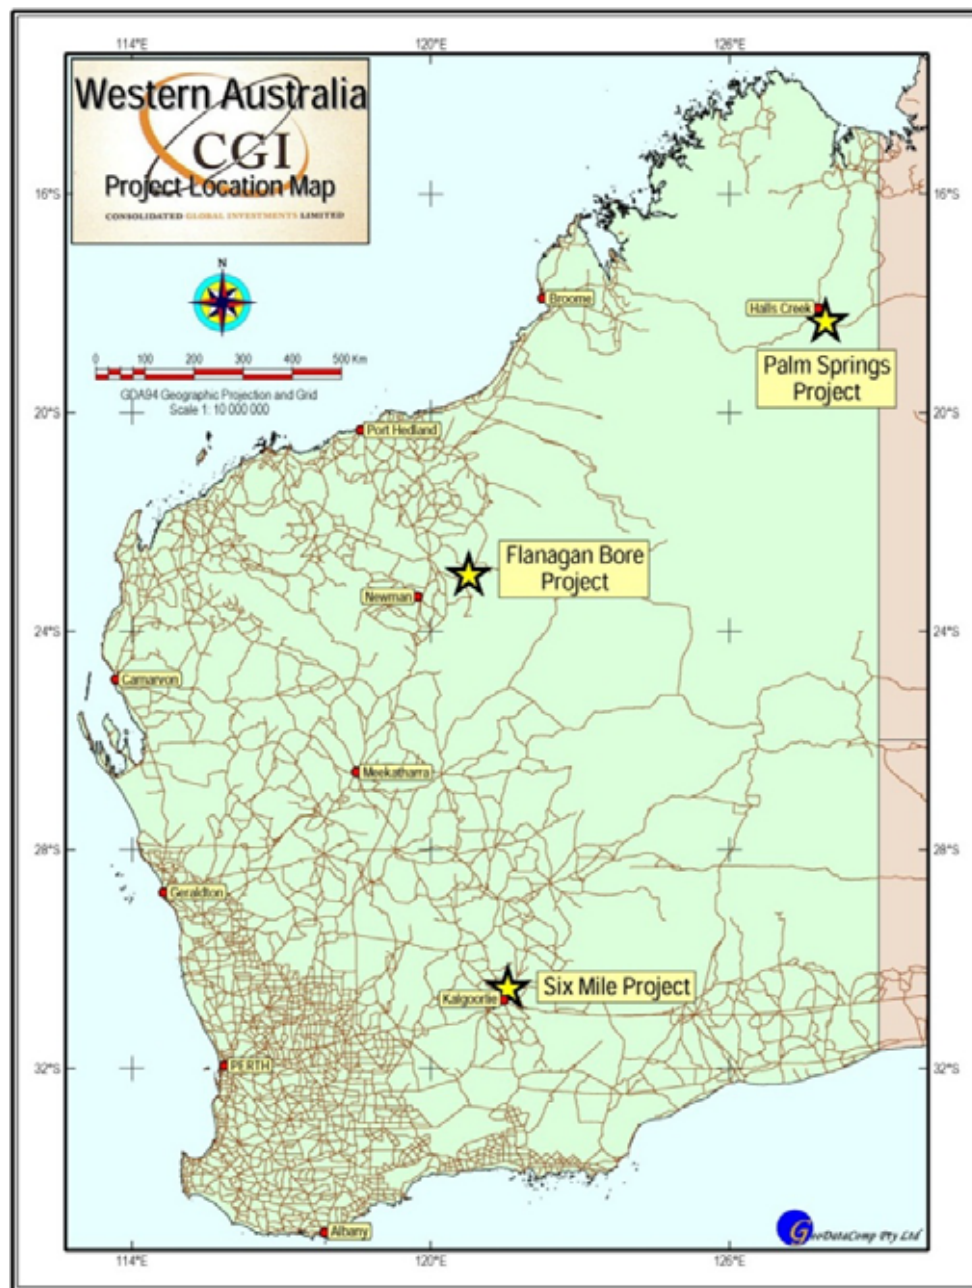 114°E 120°E 126°E
Western Australia
CGI
Project Location Map
CONSOLIDATED GLOBAL INVESTMENTS LIMITED
16°S
N
Broome
Halls Creek
0 100 200 300 400 500 Km
Palm Springs
Project
GDA94 Geographic Projection and Grid
Scale 1: 10 000 000
20°S
20°S
Port Hedland
Flanagan Bore
Project
Newman
24°S
24°S
Carnarvon
Meekatharra
28°S
28°S
Geraldton
Six Mile Project
Kalgoorlie
32°S
PERTH
32°S
Albany
GeoDataComp Pty Ltd
114°E 120°E 126°E
16°S